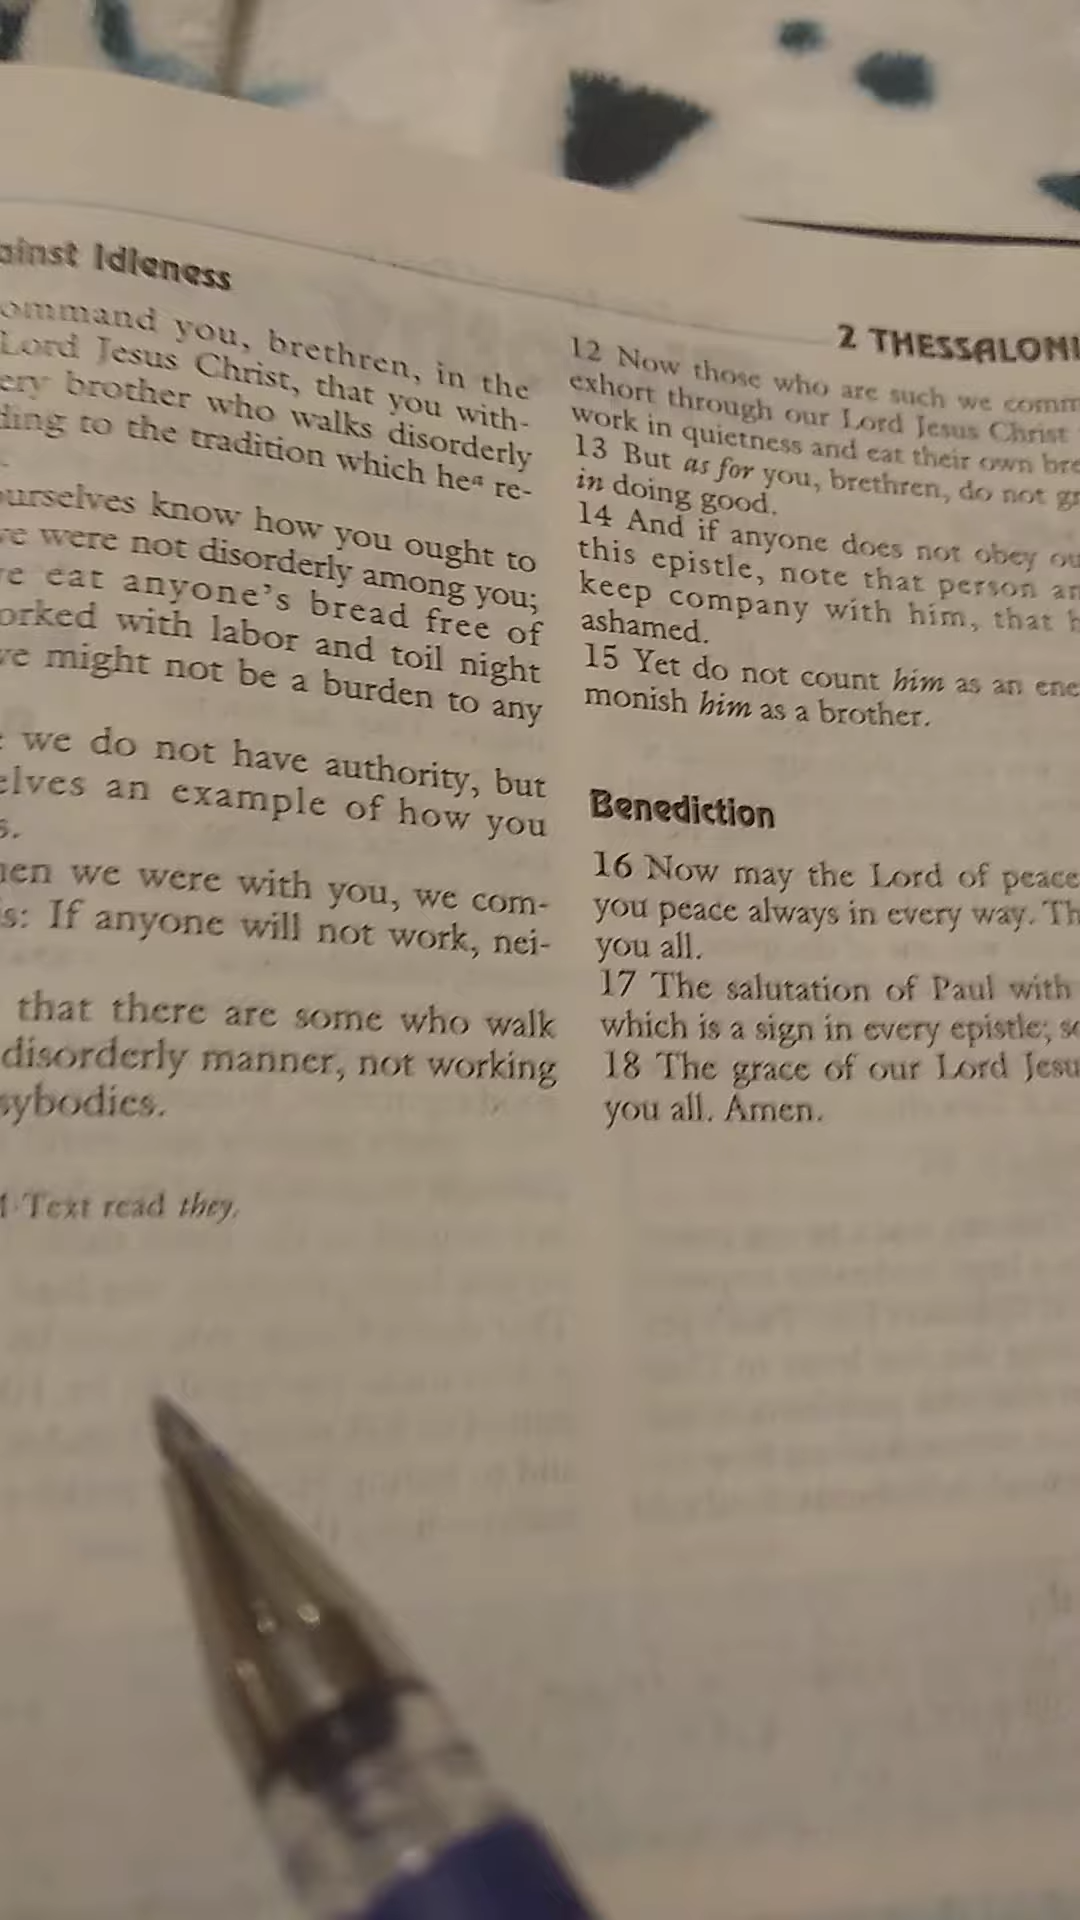 ainst Idleness
ommand you, brethren, in the
Lord Jesus Christ, that you with-
ery brother who walks disorderly
ding to the tradition which heª re-
.
ourselves know how you ought to
ve were not disorderly among you;
ve eat anyone's bread free of
orked with labor and toil night
ve might not be a burden to any
we do not have authority, but
elves an example of how you
s.
hen we were with you, we com-
is: If anyone will not work, nei-
that there are some who walk
disorderly manner, not working
sybodies.
Text read they.
2 THESSALONI
12 Now those who are such we comm
exhort through our Lord Jesus Christ
work in quietness and eat their own bre
13 But as for you, brethren, do not gr
in doing good.
14 And if anyone does not obey ou
this epistle, note that person an
keep company with him, that h
ashamed.
15 Yet do not count him as an ene
monish him as a brother.
Benediction
16 Now may the Lord of peace
you peace always in every way. Th
you all.
17 The salutation of Paul with
which is a sign in every epistle; so
18 The grace of our Lord Jesu
you all. Amen.